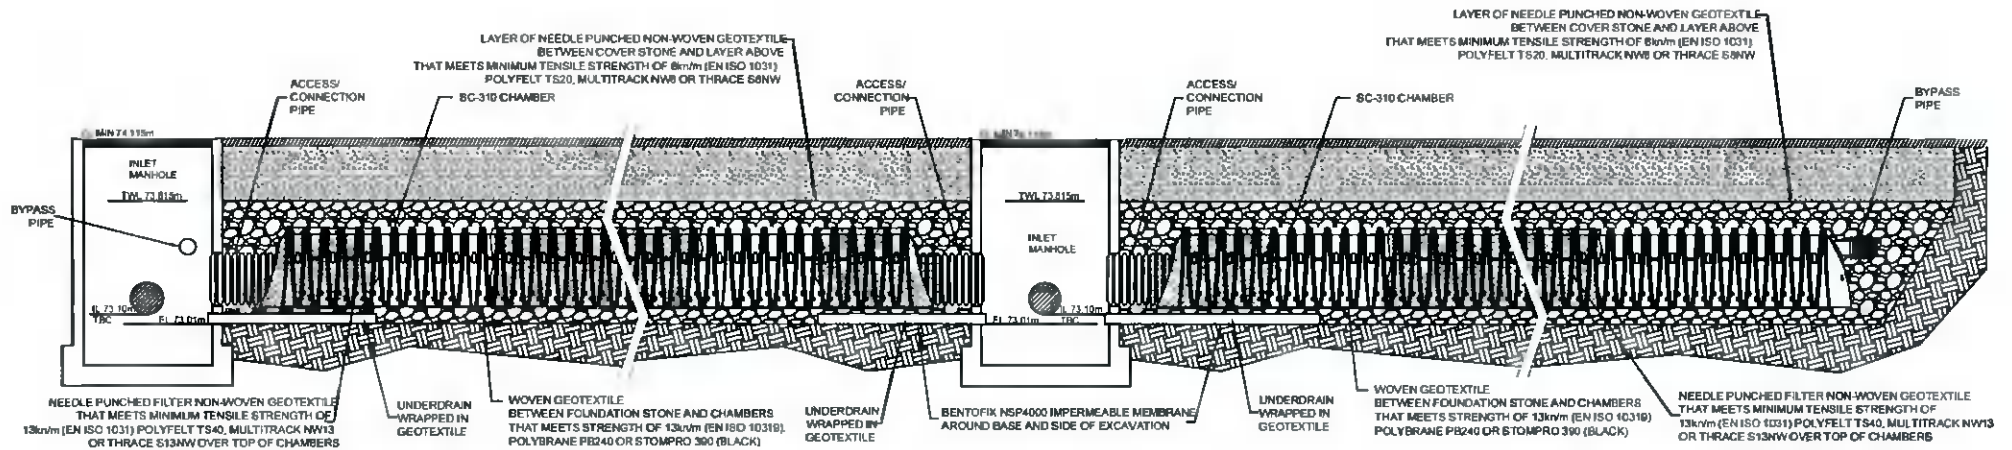 LAYER OF NEEDLE PUNCHED NON-WOVEN GEOTEXTILE
BETWEEN COVER STONE AND LAYER ABOVE
THAT MEETS MINIMUM TENSILE STRENGTH OF 6kn/m (EN ISO 1031)
POLYFELT TS20, MULTITRACK NW8 OR THRACE S8NW
ACCESS/
CONNECTION
PIPE
SC-310 CHAMBER
ACCESS/
CONNECTION
PIPE
LAYER OF NEEDLE PUNCHED NON-WOVEN GEOTEXTILE
BETWEEN COVER STONE AND LAYER ABOVE
THAT MEETS MINIMUM TENSILE STRENGTH OF 6kn/m (EN ISO 1031)
POLYFELT TS20, MULTITRACK NW8 OR THRACE S8NW
ACCESS/
CONNECTION
PIPE
SC-310 CHAMBER
BYPASS
PIPE
MIN 74.115m
INLET
MANHOLE
TWL 73.815m
BYPASS
PIPE
IL 73.10m
TBC
FL 73.01m
TWL 73.815m
INLET
MANHOLE
IL 73.10m
FL 73.01m
TBC
NEEDLE PUNCHED FILTER NON-WOVEN GEOTEXTILE
THAT MEETS MINIMUM TENSILE STRENGTH OF
13kn/m (EN ISO 1031) POLYFELT TS40, MULTITRACK NW13
OR THRACE S13NW OVER TOP OF CHAMBERS
UNDERDRAIN
WRAPPED IN
GEOTEXTILE
WOVEN GEOTEXTILE
BETWEEN FOUNDATION STONE AND CHAMBERS
THAT MEETS STRENGTH OF 13kn/m (EN ISO 10319).
POLYBRANE PB240 OR STOMPRO 390 (BLACK)
UNDERDRAIN
WRAPPED IN
GEOTEXTILE
BENTOFIX NSP4000 IMPERMEABLE MEMBRANE
AROUND BASE AND SIDE OF EXCAVATION
UNDERDRAIN
WRAPPED IN
GEOTEXTILE
WOVEN GEOTEXTILE
BETWEEN FOUNDATION STONE AND CHAMBERS
THAT MEETS STRENGTH OF 13kn/m (EN ISO 10319)
POLYBRANE PB240 OR STOMPRO 390 (BLACK)
NEEDLE PUNCHED FILTER NON-WOVEN GEOTEXTILE
THAT MEETS MINIMUM TENSILE STRENGTH OF
13kn/m (EN ISO 1031) POLYFELT TS40, MULTITRACK NW13
OR THRACE S13NW OVER TOP OF CHAMBERS